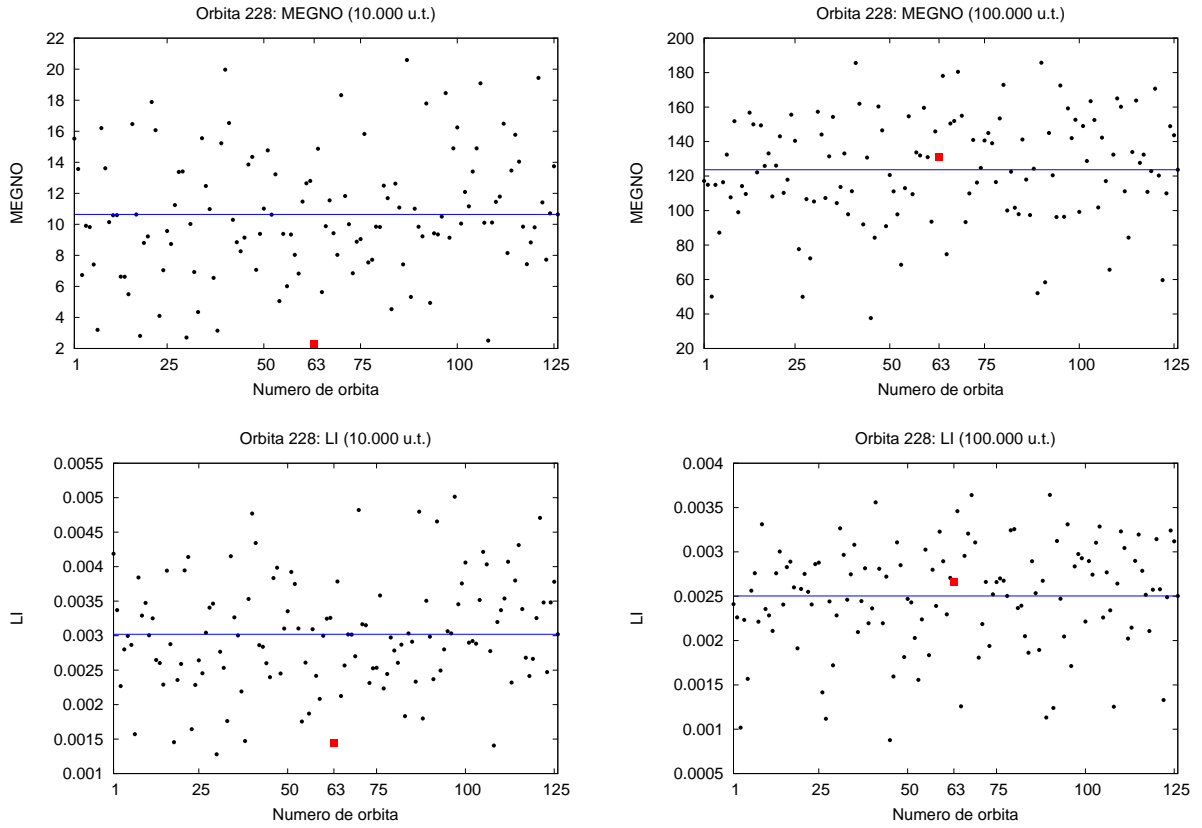 Orbita 228: MEGNO (10.000 u.t.)
MEGNO
22
20
18
16
14
12
10
8
6
4
2
1 25 50 63 75 100 125
Numero de orbita
Orbita 228: MEGNO (100.000 u.t.)
MEGNO
200
180
160
140
120
100
80
60
40
20
1 25 50 63 75 100 125
Numero de orbita
Orbita 228: LI (10.000 u.t.)
LI
0.0055
0.005
0.0045
0.004
0.0035
0.003
0.0025
0.002
0.0015
0.001
1 25 50 63 75 100 125
Numero de orbita
Orbita 228: LI (100.000 u.t.)
LI
0.004
0.0035
0.003
0.0025
0.002
0.0015
0.001
0.0005
1 25 50 63 75 100 125
Numero de orbita